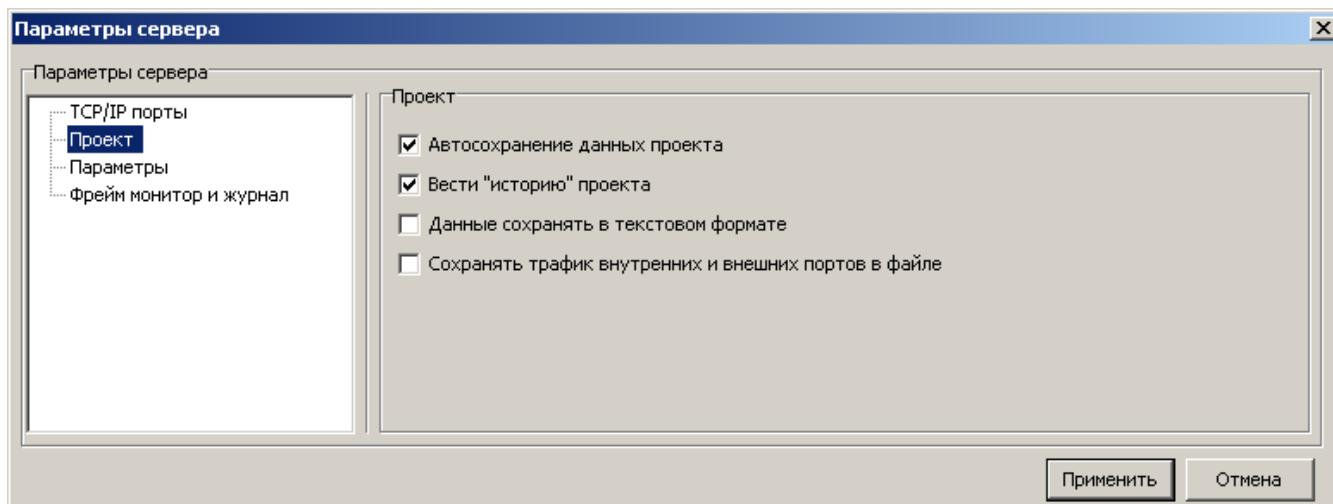 Параметры сервера
Параметры сервера
TCP/IP порты
Проект
Параметры
Фрейм монитор и журнал
Проект
Автосохранение данных проекта
Вести "историю" проекта
Данные сохранять в текстовом формате
Сохранять трафик внутренних и внешних портов в файле
Применить
Отмена